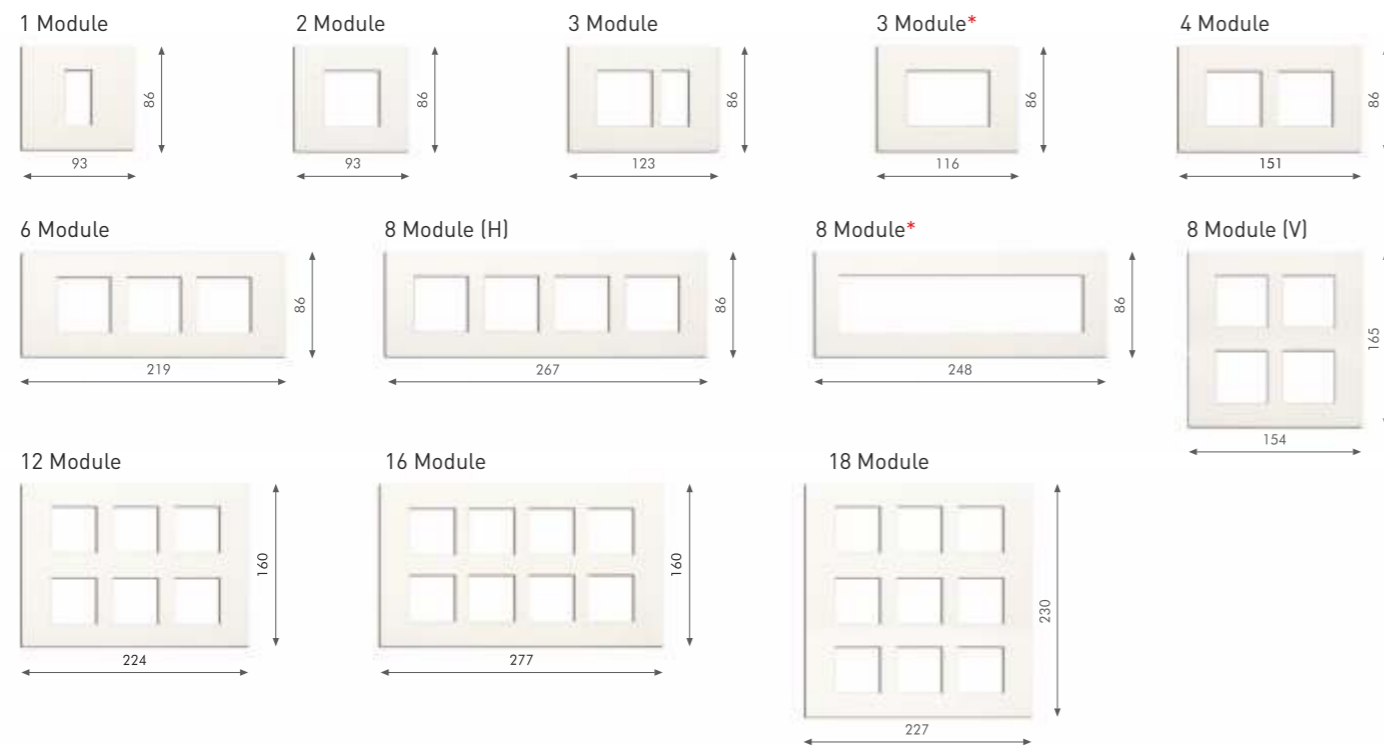 1 Module
2 Module
3 Module
3 Module*
4 Module
86
86
86
86
86
93
93
123
116
151
6 Module
8 Module (H)
8 Module*
8 Module (V)
86
86
86
165
219
267
248
154
12 Module
16 Module
18 Module
160
160
230
224
277
227